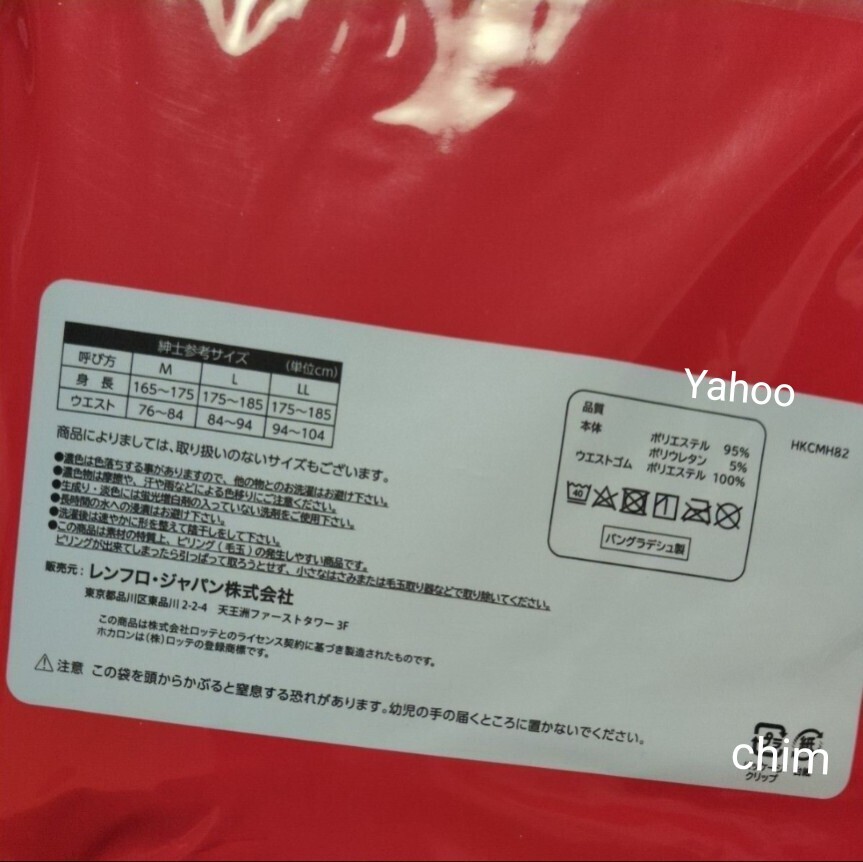 紳士参考サイズ (単位cm)
呼び方 M L LL
身長 165～175 175～185 175～185
ウエスト 76～84 84～94 94～104
商品によりましては、取り扱いのないサイズもございます。
●濃色は色落ちする事がありますので、他の物とのお洗濯はお避け下さい。
●濃色物は摩擦や、汗や雨などによる色移りにご注意ください。
●生成り・淡色には蛍光増白剤の入っていない洗剤をご使用下さい。
●長時間の水への浸漬はお避け下さい。
●洗濯後は速やかに形を整えて陰干しをして下さい。
●この商品は素材の特質上、ピリング(毛玉)の発生しやすい商品です。
ピリングが出来てしまったら引っぱって取ろうとせず、小さなはさみまたは毛玉取り器などで取り除いてください。
販売元:レンフロ・ジャパン株式会社
東京都品川区東品川2-2-4 天王洲ファーストタワー3F
この商品は株式会社ロッテとのライセンス契約に基づき製造されたものです。
ホカロンは(株)ロッテの登録商標です。
注意 この袋を頭からかぶると窒息する恐れがあります。幼児の手の届くところに置かないでください。
Yahoo
品質
本体 ポリエステル 95%
ポリウレタン 5%
ウエストゴム ポリエステル 100%
40
バングラデシュ製
HKCMH82
プラ 紙
クリップ
chim